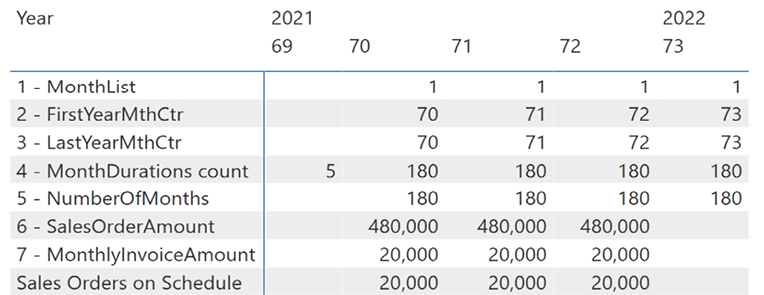 Year 2021 2022
69 70 71 72 73
1 - MonthList 1 1 1 1
2 - FirstYearMthCtr 70 71 72 73
3 - LastYearMthCtr 70 71 72 73
4 - MonthDurations count 5 180 180 180 180
5 - NumberOfMonths 180 180 180 180
6 - SalesOrderAmount 480,000 480,000 480,000
7 - MonthlyInvoiceAmount 20,000 20,000 20,000
Sales Orders on Schedule 20,000 20,000 20,000